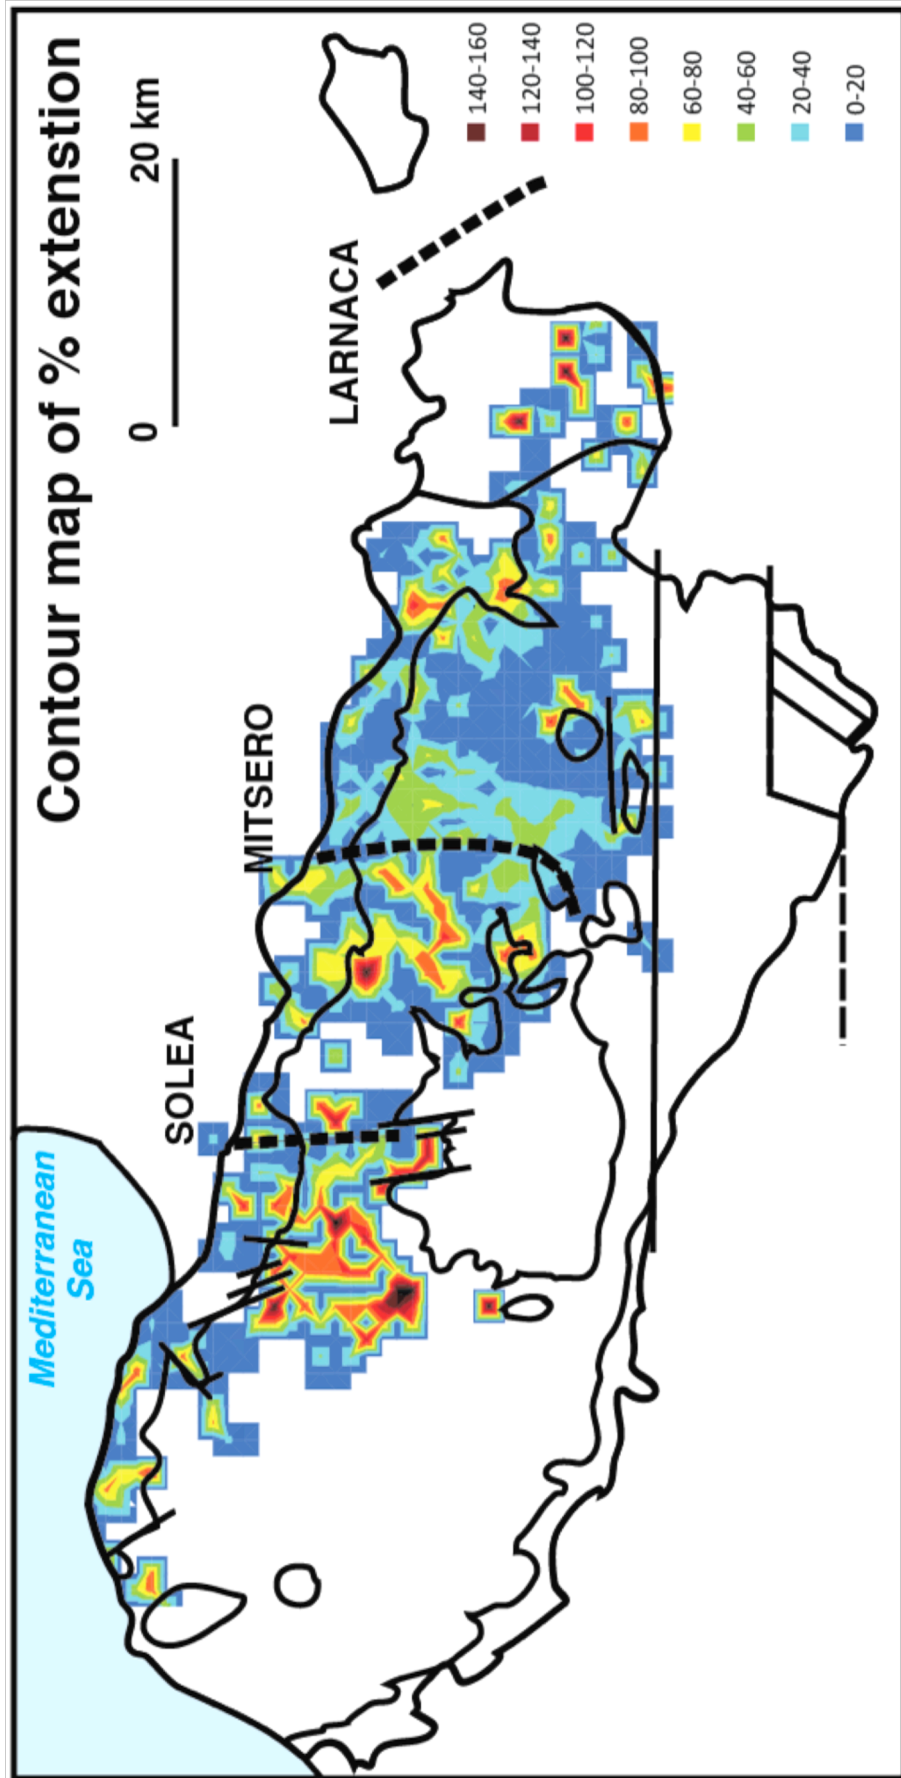 Contour map of % extenstion
0 20 km
Mediterranean
Sea
SOLEA
MITSERO
LARNACA
140-160
120-140
100-120
80-100
60-80
40-60
20-40
0-20